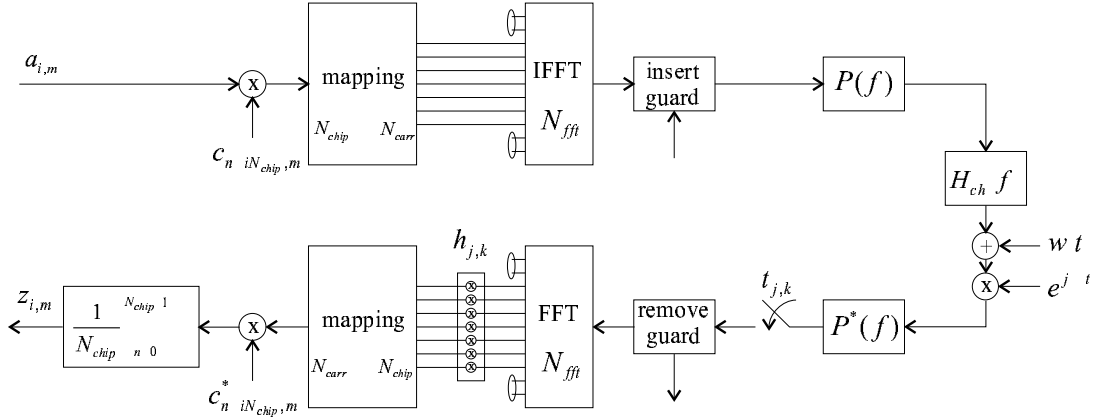 a_{i,m}
x
c_{n iN_{chip},m}
mapping
N_{chip} N_{carr}
IFFT
N_{fft}
insert
guard
P(f)
H_{ch} f
+
w t
x
e^{j t}
P^*(f)
t_{j,k}
remove
guard
FFT
N_{fft}
h_{j,k}
x
x
x
x
x
x
x
mapping
N_{carr} N_{chip}
x
c^*_{n iN_{chip},m}
1 N_{chip} 1
N_{chip} n 0
z_{i,m}